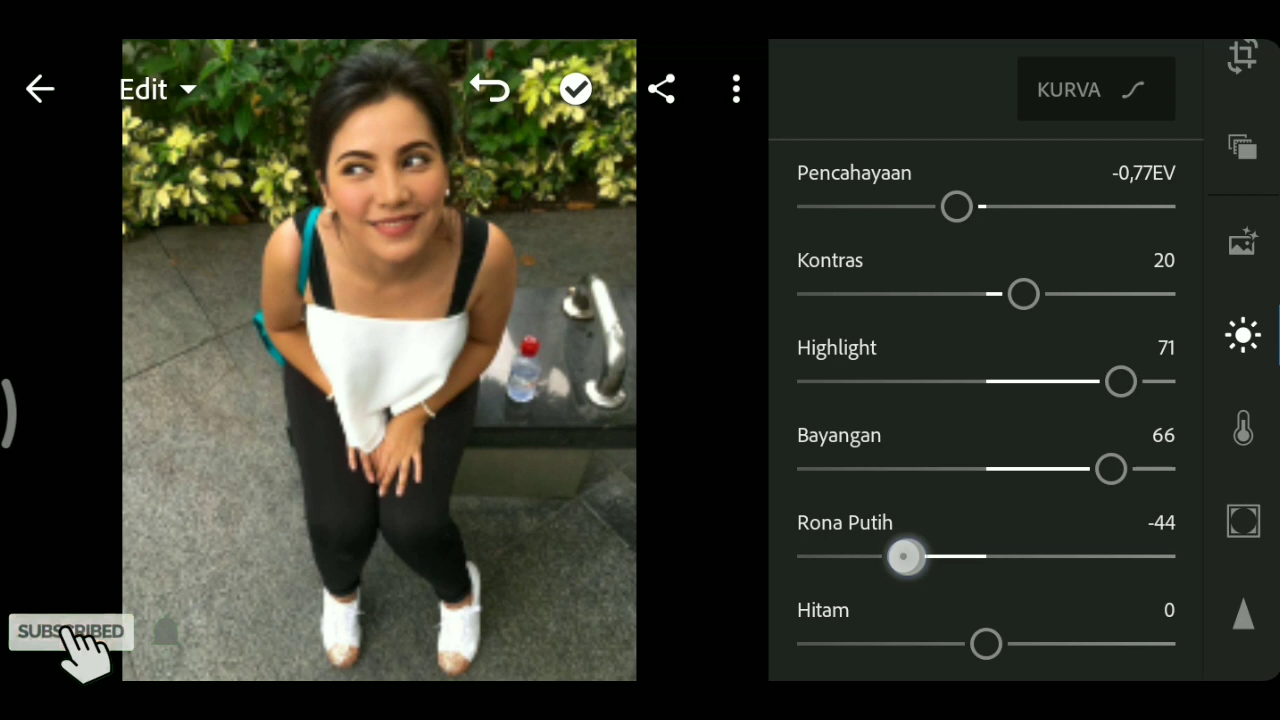 Edit
KURVA
Pencahayaan -0,77EV
Kontras 20
Highlight 71
Bayangan 66
Rona Putih -44
Hitam 0
SUBSCRIBED